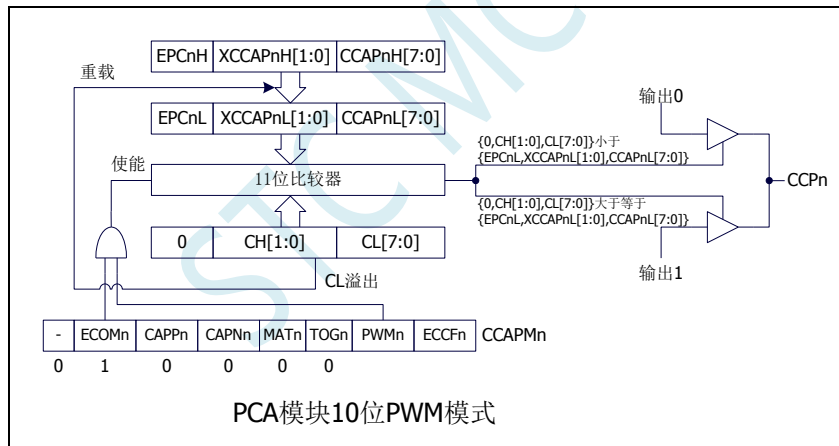 EPCnH XCCAPnH[1:0] CCAPnH[7:0]
重载
EPCnL XCCAPnL[1:0] CCAPnL[7:0]
输出0
使能
{0,CH[1:0],CL[7:0]}小于
{EPCnL,XCCAPnL[1:0],CCAPnL[7:0]}
11位比较器
CCPn
{0,CH[1:0],CL[7:0]}大于等于
{EPCnL,XCCAPnL[1:0],CCAPnL[7:0]}
0 CH[1:0] CL[7:0]
CL溢出
输出1
- ECOMn CAPPn CAPNn MATn TOGn PWMn ECCFn CCAPMn
0 1 0 0 0 0
PCA模块10位PWM模式
STC MC